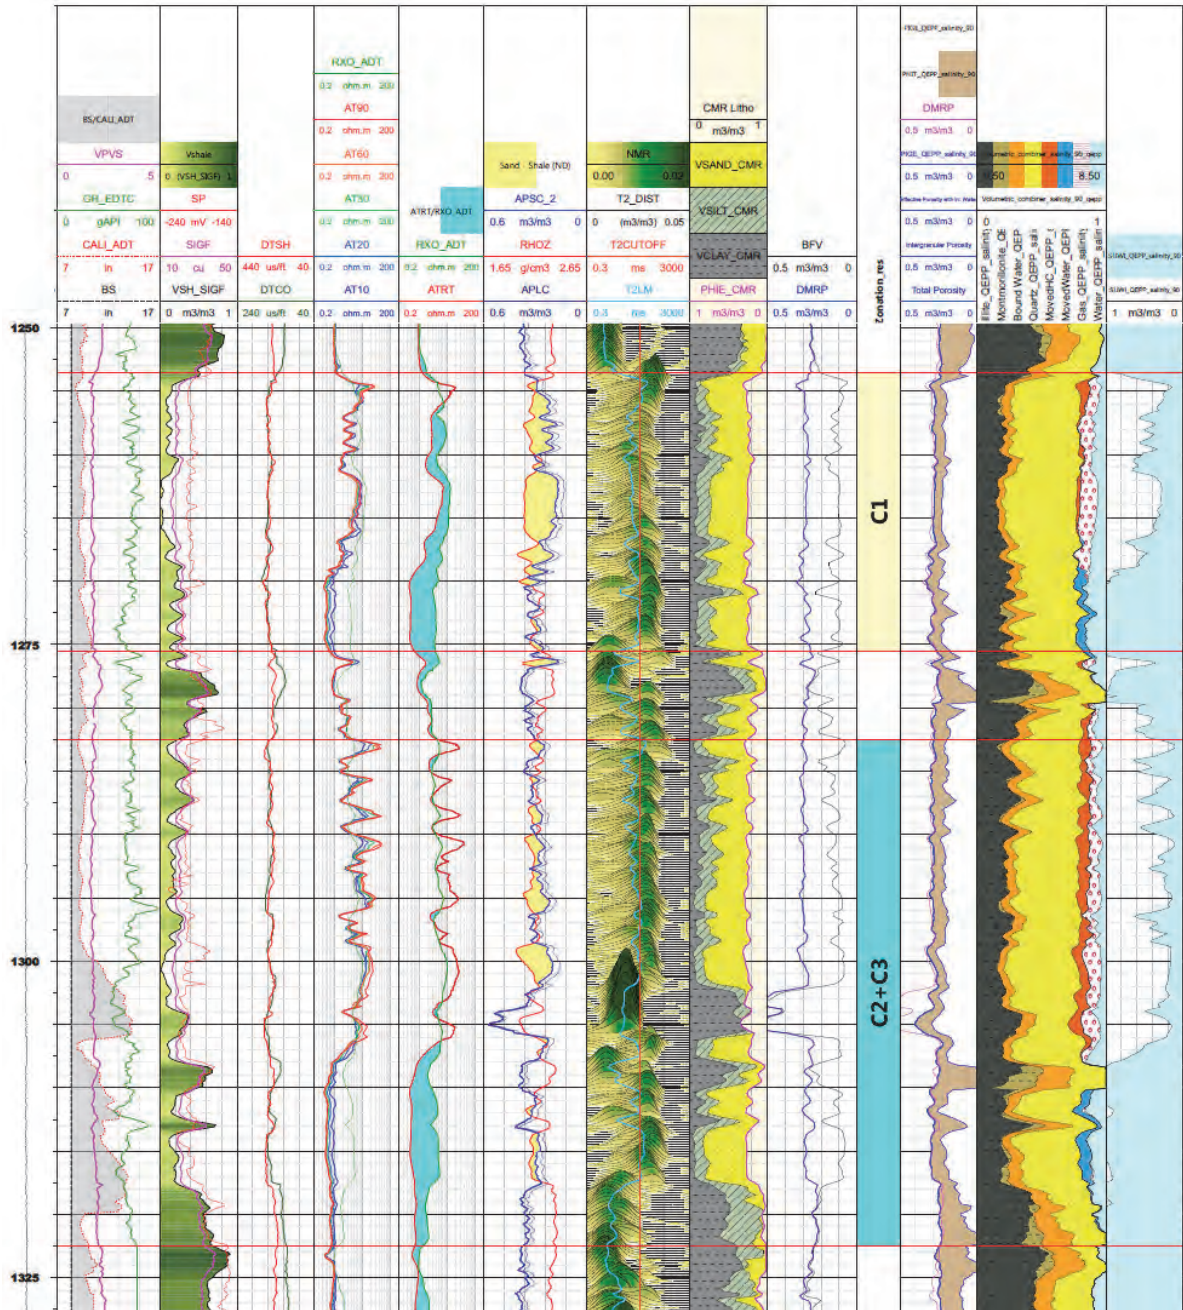 BS/CALI_ADT
VPVS
0 5
GR_EDTC
0 gAPI 100
CALI_ADT
7 in 17
BS
7 in 17
Vshale
0 (VSH_SIGF) 1
SP
-240 mV -140
SIGF
10 cu 50
VSH_SIGF
0 m3/m3 1
DTSH
440 us/ft 40
DTCO
240 us/ft 40
RXO_ADT
0.2 ohm.m 200
AT90
0.2 ohm.m 200
AT60
0.2 ohm.m 200
AT30
0.2 ohm.m 200
AT20
0.2 ohm.m 200
AT10
0.2 ohm.m 200
ATRT/RXO_ADT
RXO_ADT
0.2 ohm.m 200
ATRT
0.2 ohm.m 200
Sand - Shale (ND)
APSC_2
0.6 m3/m3 0
RHOZ
1.65 g/cm3 2.65
APLC
0.6 m3/m3 0
NMR
0.00 0.02
T2_DIST
0 (m3/m3) 0.05
T2CUTOFF
0.3 ms 3000
T2LM
0.3 ms 3000
CMR Litho
0 m3/m3 1
VSAND_CMR
VSILT_CMR
VCLAY_CMR
PHIE_CMR
1 m3/m3 0
BFV
0.5 m3/m3 0
DMRP
0.5 m3/m3 0
Zonation_res
PHIT_QEPP_salinity_90
DMRP
0.5 m3/m3 0
0.5 m3/m3 0
0.5 m3/m3 0
Intergranular Porosity
0.5 m3/m3 0
Total Porosity
0.5 m3/m3 0
8.50
Volumetric_combiner_salinity_90_qepp
0 1
Illite_QEPP_salinity
Montmorillonite_QE
Bound Water_QEP
Quartz_QEPP_sali
MovedHC_QEPP_
MovedWater_QEPI
Gas_QEPP_salinity
Water_QEPP_salin
SUWI_QEPP_salinity_90
SUWI_QEPP_salinity_90
1 m3/m3 0
1250
C1
1275
1300
C2+C3
1325